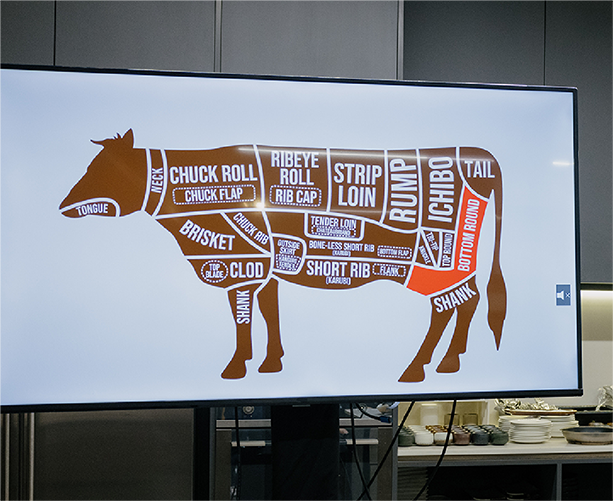 NECK
CHUCK ROLL
CHUCK FLAP
RIBEYE
ROLL
RIB CAP
STRIP
LOIN
RUMP
ICHIBO
TAIL
TONGUE
BRISKET
CHUCK RIB
TENDER LOIN
OUTSIDE
SKIRT
BONE-LESS SHORT RIB
(KARUBI)
BOTTOM FLAP
TOP ROUND
BOTTOM ROUND
TOP
BLADE
CLOD
SHORT RIB
(KARUBI)
FLANK
SHANK
SHANK